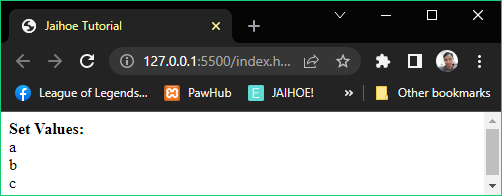 Jaihoe Tutorial
127.0.0.1:5500/index.h...
League of Legends...
PawHub
JAIHOE!
Other bookmarks
Set Values:
a
b
c